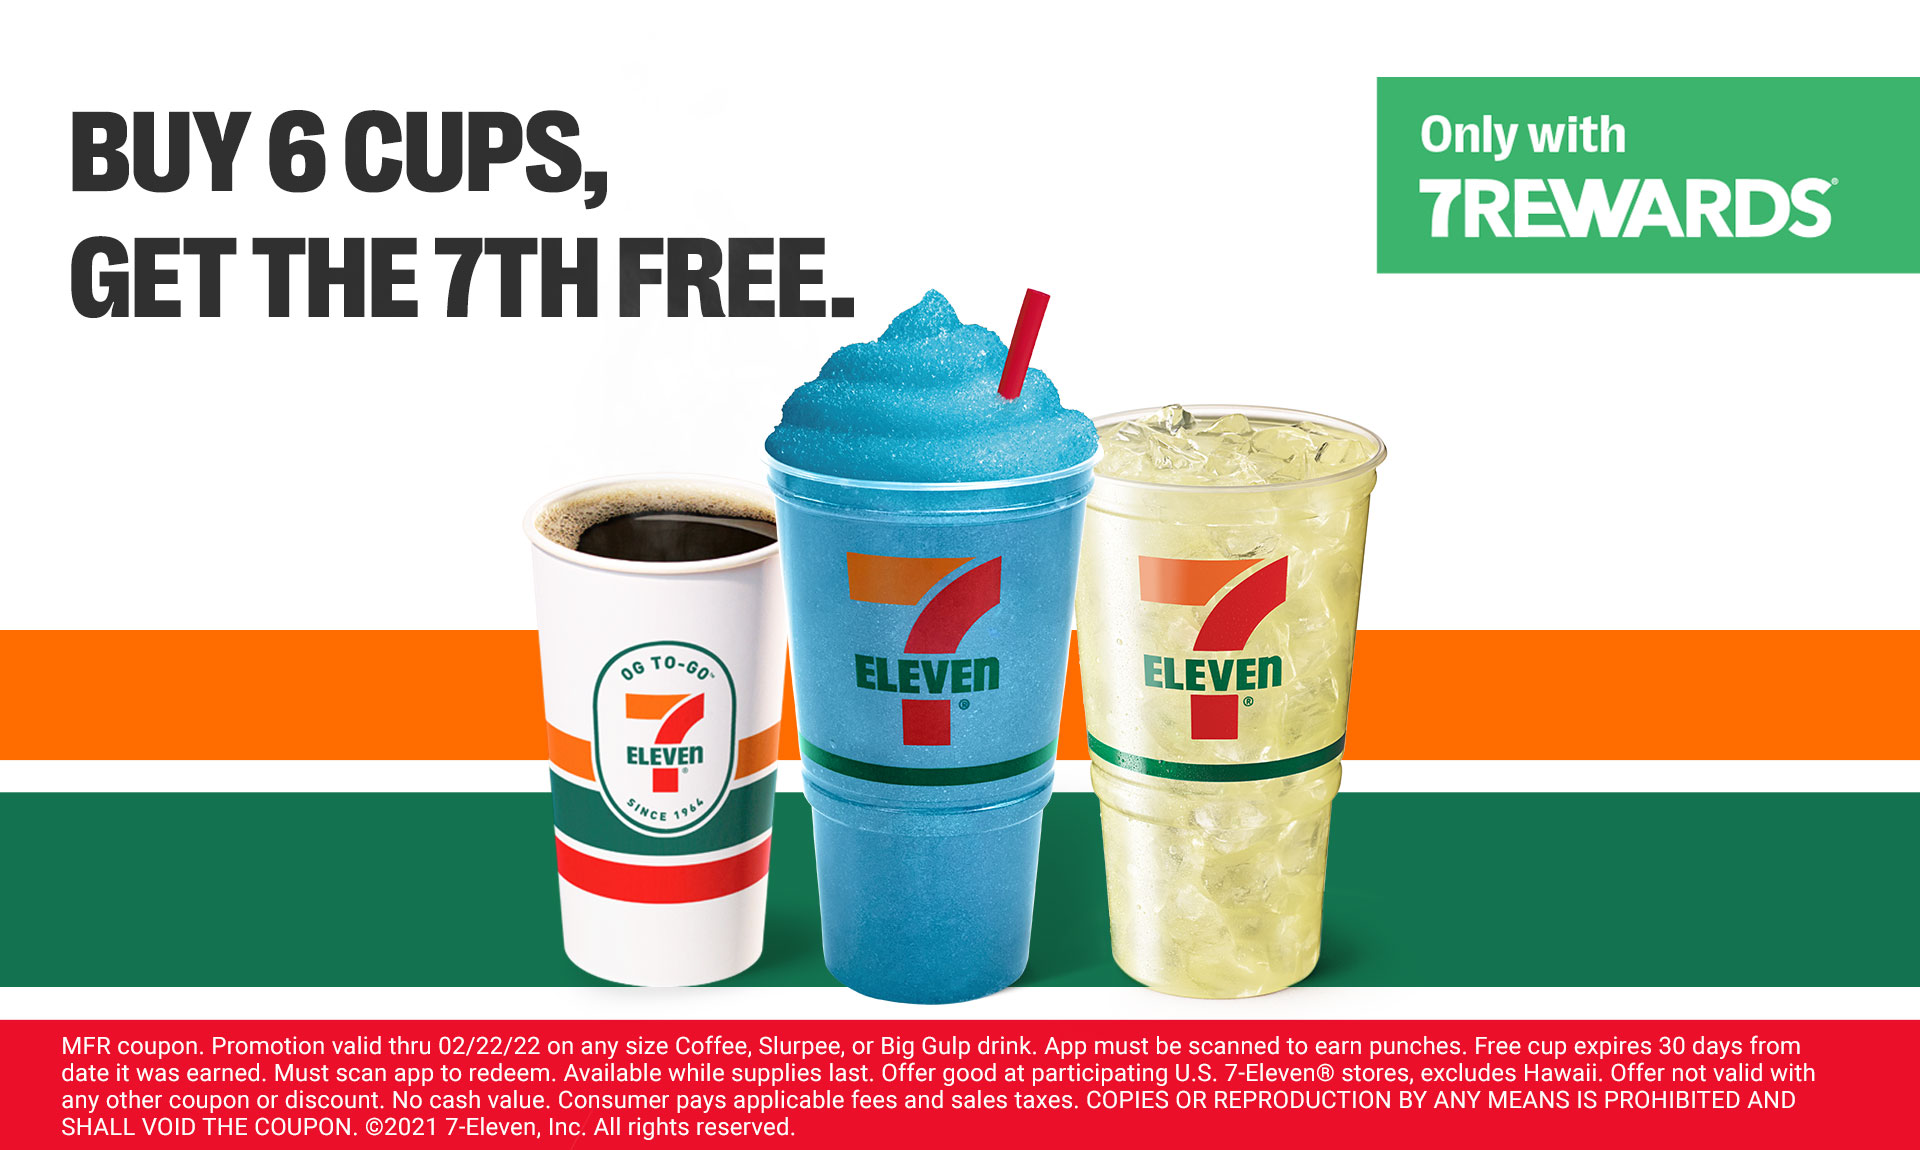 BUY 6 CUPS,
GET THE 7TH FREE.
Only with
7REWARDS®
OG TO-GO™
7
ELEVEn
®
SINCE 1964
7
ELEVEn
®
7
ELEVEn
®
MFR coupon. Promotion valid thru 02/22/22 on any size Coffee, Slurpee, or Big Gulp drink. App must be scanned to earn punches. Free cup expires 30 days from
date it was earned. Must scan app to redeem. Available while supplies last. Offer good at participating U.S. 7-Eleven® stores, excludes Hawaii. Offer not valid with
any other coupon or discount. No cash value. Consumer pays applicable fees and sales taxes. COPIES OR REPRODUCTION BY ANY MEANS IS PROHIBITED AND
SHALL VOID THE COUPON. ©2021 7-Eleven, Inc. All rights reserved.